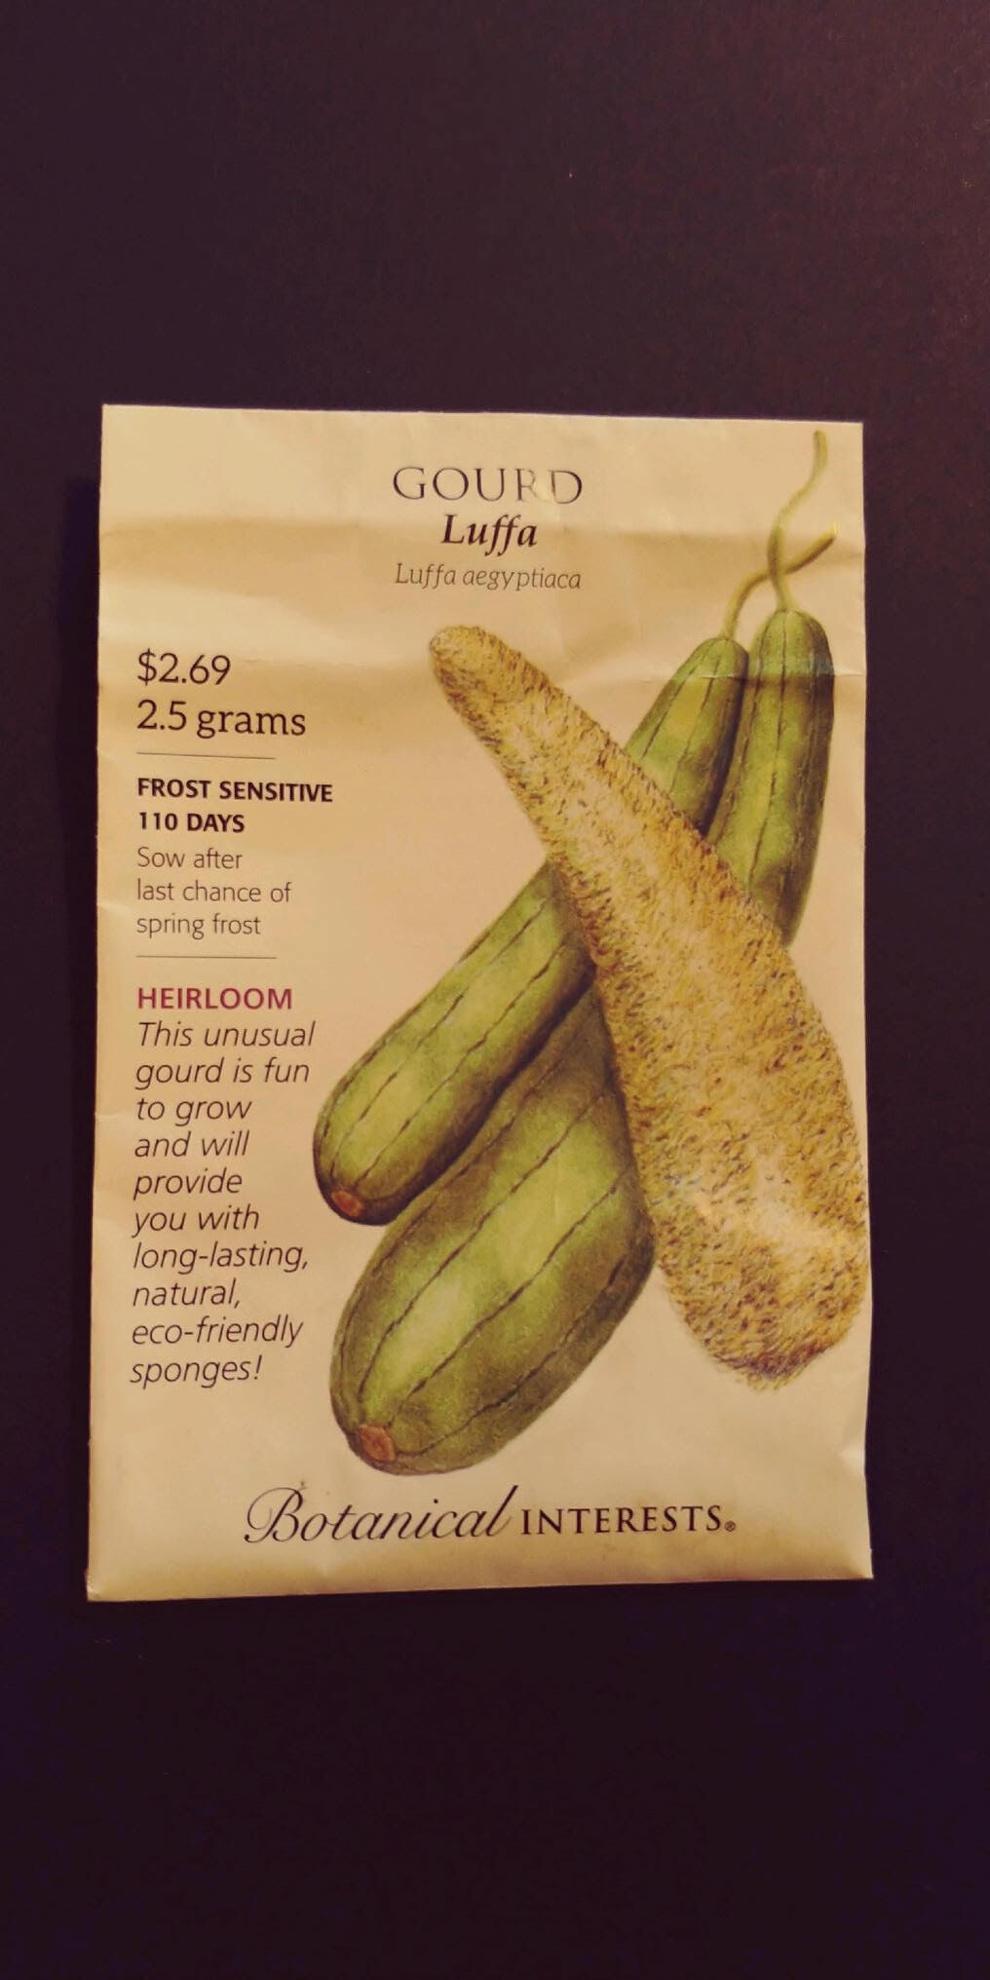 GOURD
Luffa
Luffa aegyptiaca
$2.69
2.5 grams
FROST SENSITIVE
110 DAYS
Sow after
last chance of
spring frost
HEIRLOOM
This unusual
gourd is fun
to grow
and will
provide
you with
long-lasting,
natural,
eco-friendly
sponges!
Botanical INTERESTS®